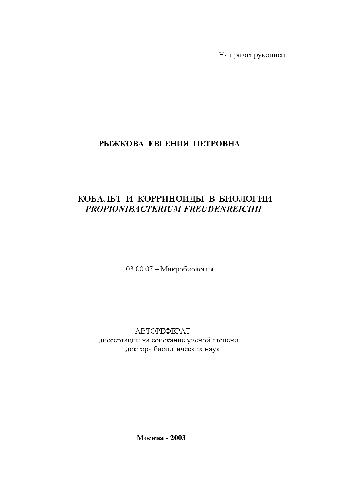 На правах рукописи
РЫЖКОВА ЕВГЕНИЯ ПЕТРОВНА
КОБАЛЬТ И КОРРИНОИДЫ В БИОЛОГИИ
PROPIONIBACTERIUM FREUDENREICHII
03.00.07 – Микробиология
АВТОРЕФЕРАТ
диссертации на соискание ученой степени
доктора биологических наук
Москва - 2003